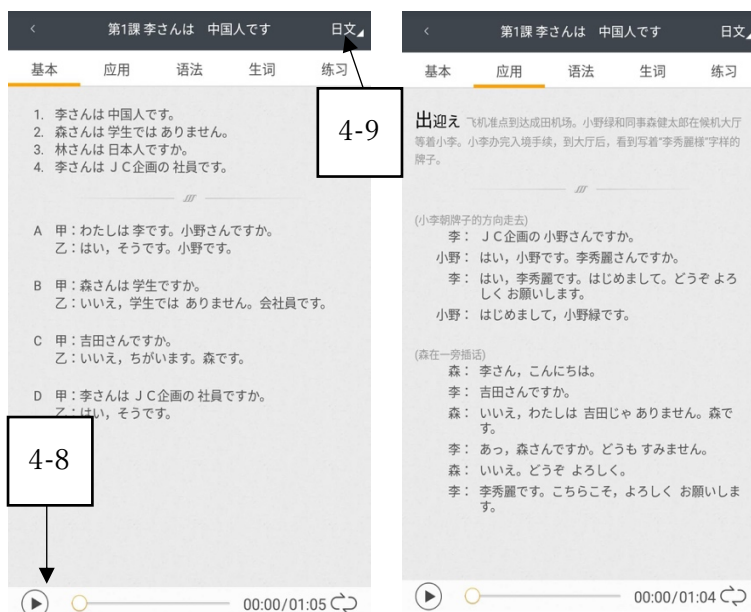 第1課 李さんは 中国人です
日文
基本 应用 语法 生词 练习
4-9
1. 李さんは 中国人です。
2. 森さんは 学生では ありません。
3. 林さんは 日本人ですか。
4. 李さんは ＪＣ企画の 社員です。
A 甲：わたしは 李です。小野さんですか。
乙：はい，そうです。小野です。
B 甲：森さんは 学生ですか。
乙：いいえ，学生では ありません。会社員です。
C 甲：吉田さんですか。
乙：いいえ，ちがいます。森です。
D 甲：李さんは ＪＣ企画の 社員ですか。
乙：はい，そうです。
4-8
00:00/01:05
第1課 李さんは 中国人です
日文
基本 应用 语法 生词 练习
出迎え 飞机准点到达成田机场。小野绿和同事森健太郎在候机大厅
等着小李。小李办完入境手续，到大厅后，看到写着“李秀麗様”字样的
牌子。
(小李朝牌子的方向走去)
李： ＪＣ企画の 小野さんですか。
小野： はい，小野です。李秀麗さんですか。
李： はい，李秀麗です。はじめまして。どうぞ よろ
しく お願いします。
小野： はじめまして，小野緑です。
(森在一旁插话)
森： 李さん，こんにちは。
李： 吉田さんですか。
森： いいえ，わたしは 吉田じゃ ありません。森で
す。
李： あっ，森さんですか。どうも すみません。
森： いいえ。どうぞ よろしく。
李： 李秀麗です。こちらこそ，よろしく お願いしま
す。
00:00/01:04